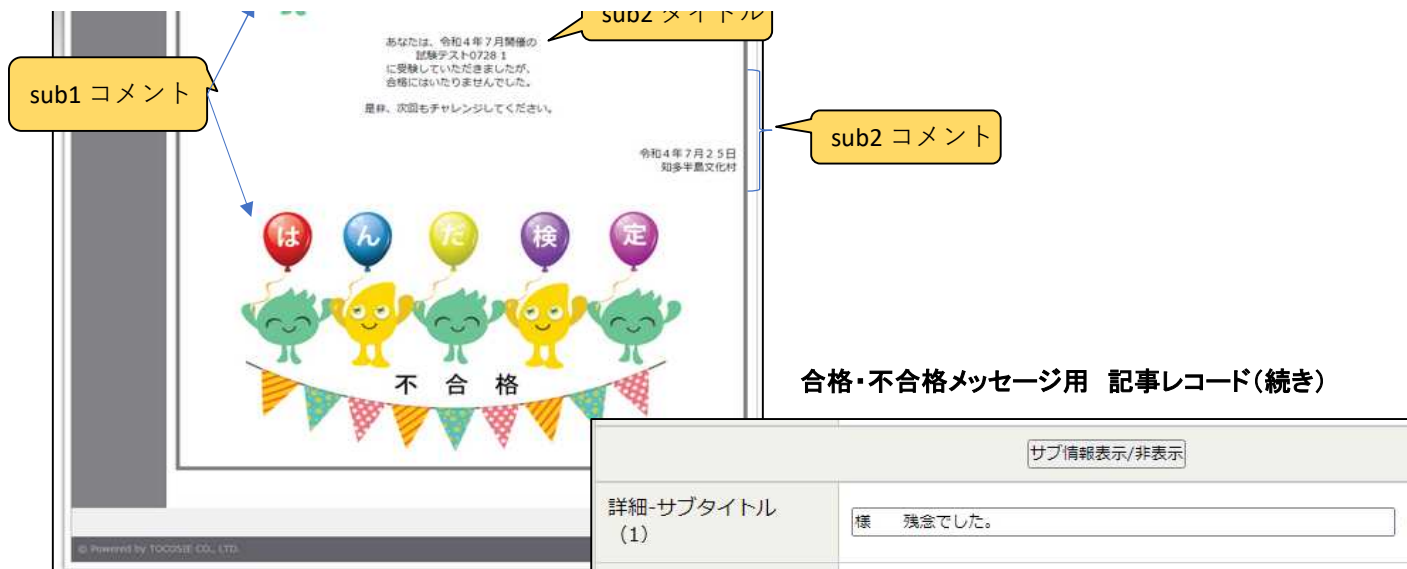 sub2 タイトル
あなたは、令和4年7月開催の
試験テスト0728 1
に受験していただきましたが、
合格にはいたりませんでした。
是非、次回もチャレンジしてください。
sub1 コメント
sub2 コメント
令和4年7月25日
知多半島文化村
はんだ検定
不 合 格
合格・不合格メッセージ用 記事レコード(続き)
サブ情報表示/非表示
詳細-サブタイトル
(1)
様 残念でした。
© Powered by TOCOSIE CO., LTD.